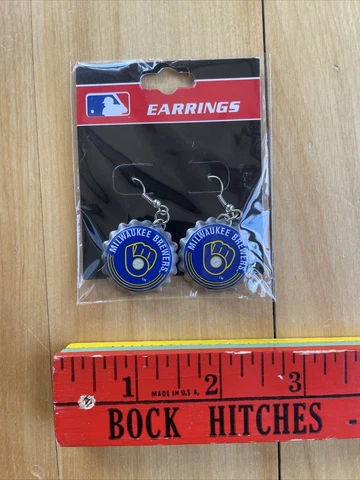 EARRINGS
MILWAUKEE BREWERS
MILWAUKEE BREWERS
1 2 3
MADE IN U.S.A.
BOCK HITCHES